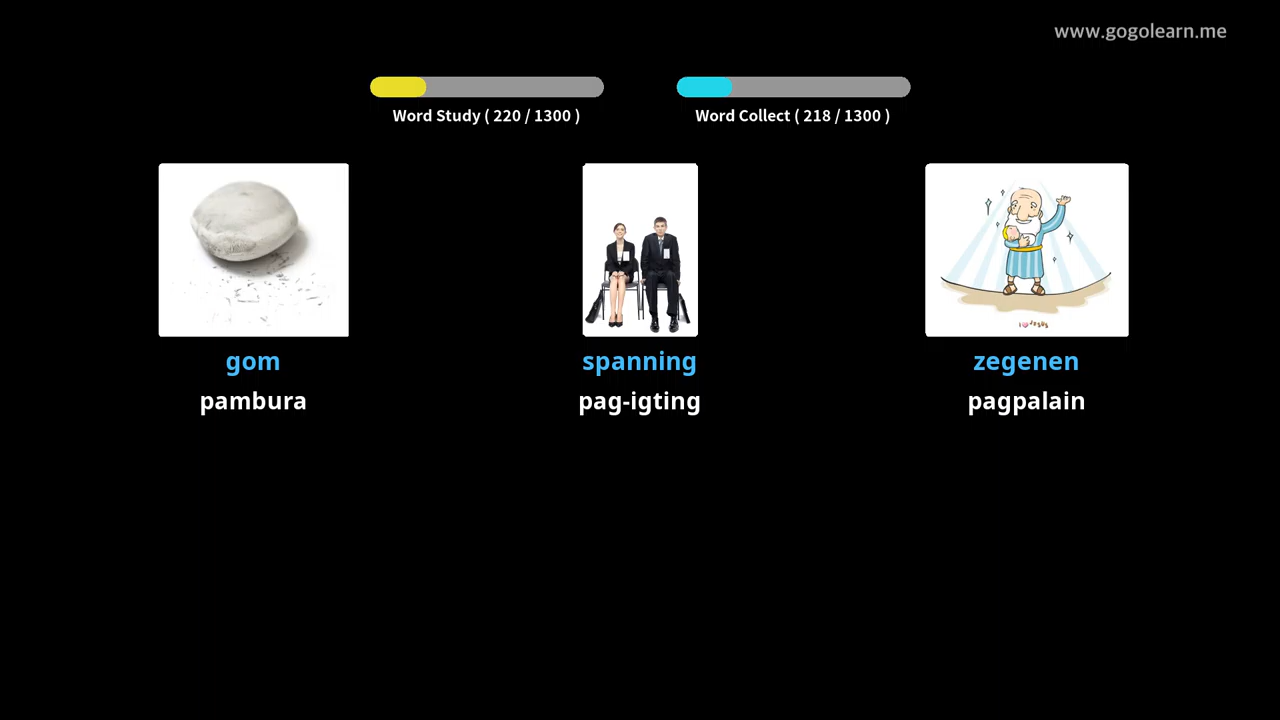 www.gogolearn.me
Word Study ( 220 / 1300 )
Word Collect ( 218 / 1300 )
gom
pambura
spanning
pag-igting
zegenen
pagpalain